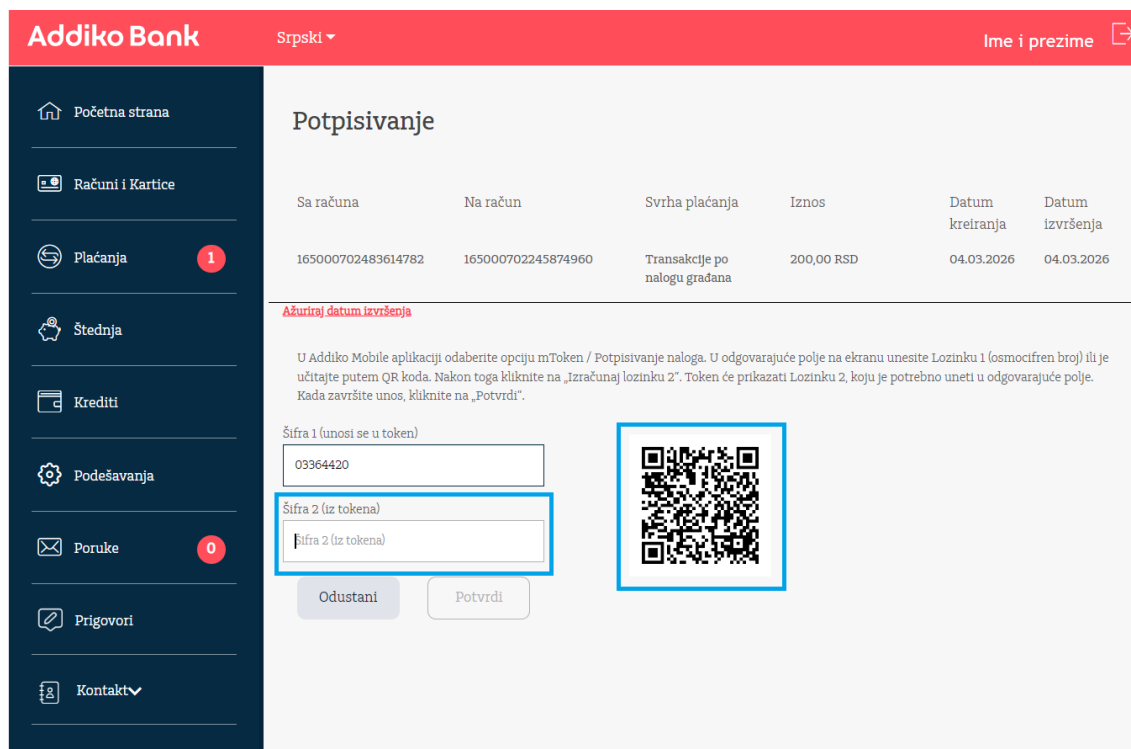 Addiko Bank
Srpski
Ime i prezime
Početna strana
Računi i Kartice
Plaćanja
1
Štednja
Krediti
Podešavanja
Poruke
0
Prigovori
Kontakt
Potpisivanje
Sa računa
Na račun
Svrha plaćanja
Iznos
Datum
kreiranja
Datum
izvršenja
165000702483614782
165000702245874960
Transakcije po
nalogu građana
200,00 RSD
04.03.2026
04.03.2026
Ažuriraj datum izvršenja
U Addiko Mobile aplikaciji odaberite opciju mToken / Potpisivanje naloga. U odgovarajuće polje na ekranu unesite Lozinku 1 (osmocifren broj) ili je
učitajte putem QR koda. Nakon toga kliknite na „Izračunaj lozinku 2“. Token će prikazati Lozinku 2, koju je potrebno uneti u odgovarajuće polje.
Kada završite unos, kliknite na „Potvrdi“.
Šifra 1 (unosi se u token)
03364420
Šifra 2 (iz tokena)
Šifra 2 (iz tokena)
Odustani
Potvrdi